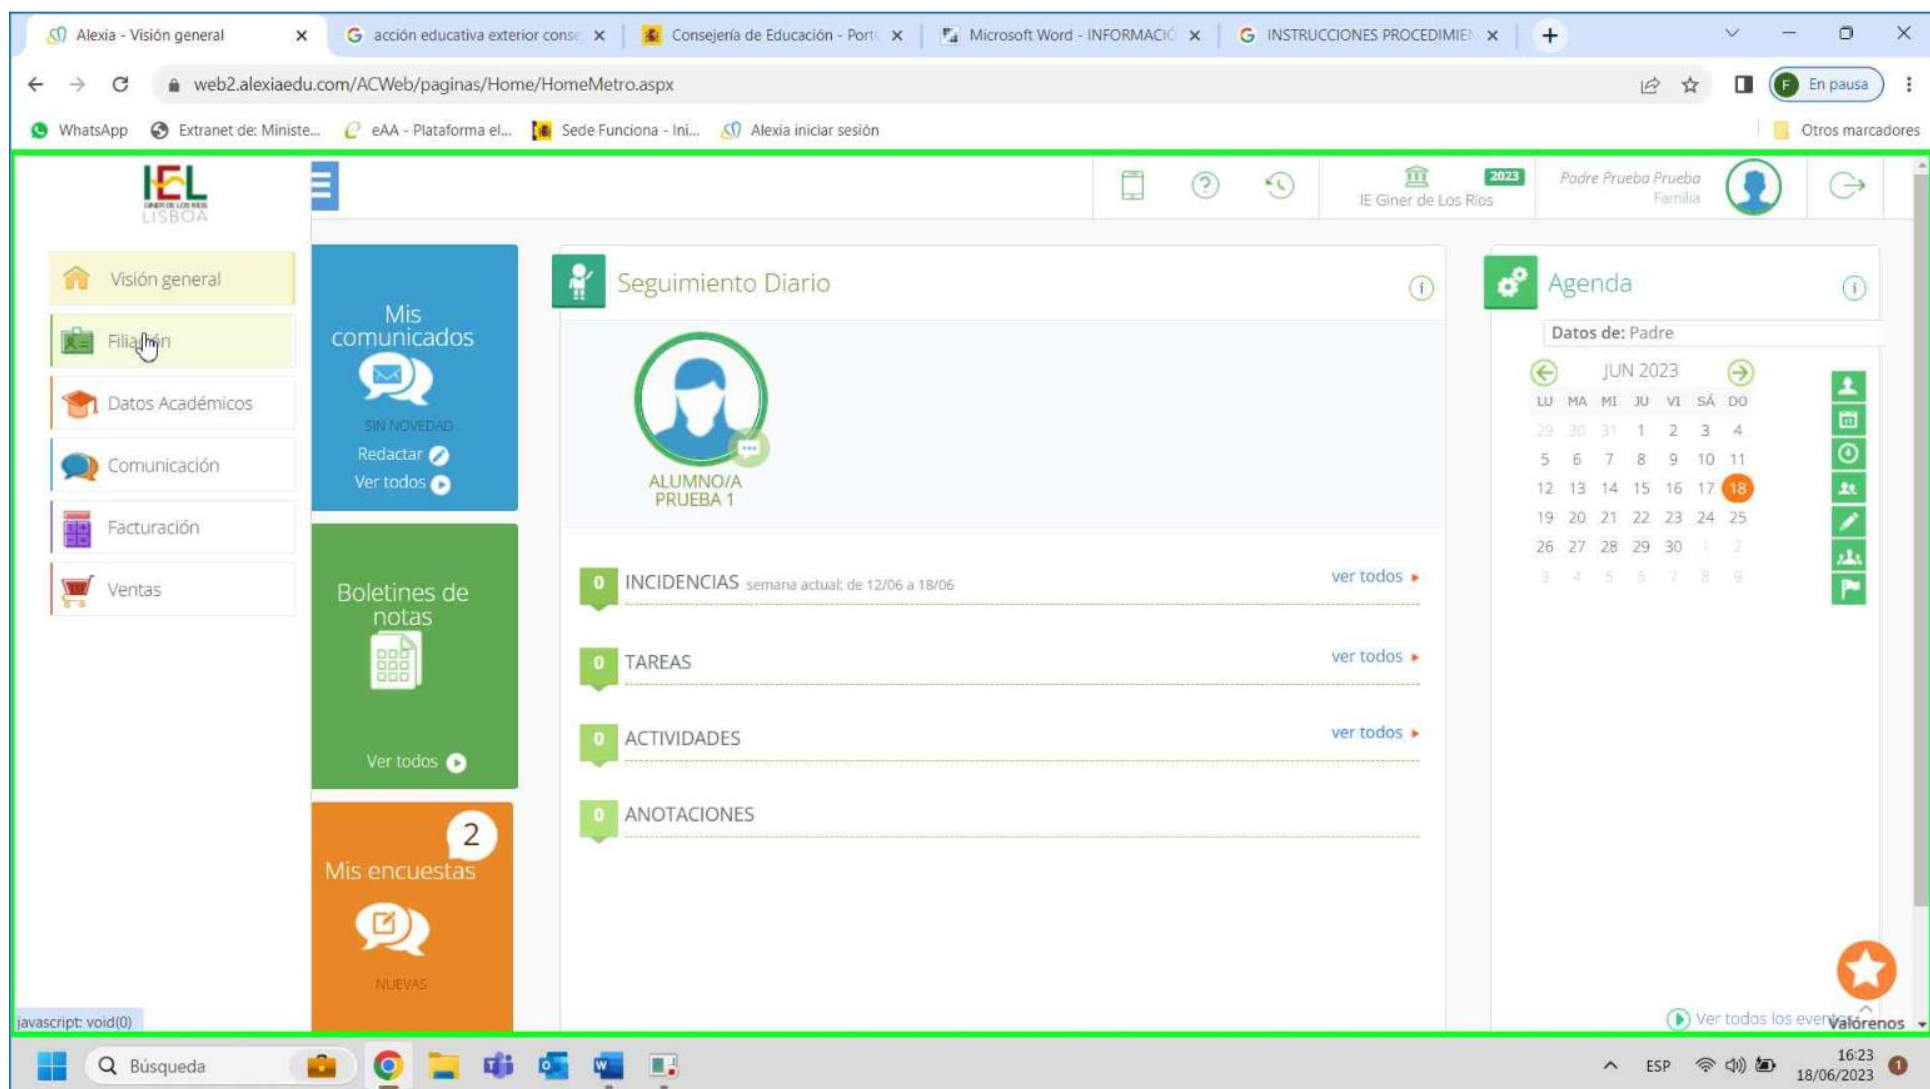 Alexia - Visión general
acción educativa exterior conse
Consejería de Educación - Port
Microsoft Word - INFORMACIÓ
INSTRUCCIONES PROCEDIMIEN
web2.alexiaedu.com/ACWeb/paginas/Home/HomeMetro.aspx
F En pausa
WhatsApp
Extranet de: Ministe...
eAA - Plataforma el...
Sede Funciona - Ini...
Alexia iniciar sesión
Otros marcadores
IEL
GINER DE LOS RÍOS
LISBOA
IE Giner de Los Ríos
2023
Padre Prueba Prueba
Familia
Visión general
Filiación
Datos Académicos
Comunicación
Facturación
Ventas
Mis
comunicados
SIN NOVEDAD
Redactar
Ver todos
Boletines de
notas
Ver todos
2
Mis encuestas
NUEVAS
Seguimiento Diario
ALUMNO/A
PRUEBA 1
0 INCIDENCIAS semana actual: de 12/06 a 18/06 ver todos
0 TAREAS ver todos
0 ACTIVIDADES ver todos
0 ANOTACIONES
Agenda
Datos de: Padre
JUN 2023
LU MA MI JU VI SÁ DO
29 30 31 1 2 3 4
5 6 7 8 9 10 11
12 13 14 15 16 17 18
19 20 21 22 23 24 25
26 27 28 29 30 1 2
3 4 5 6 7 8 9
Ver todos los eventos
Valórenos
javascript: void(0)
Búsqueda
ESP
16:23
18/06/2023
1